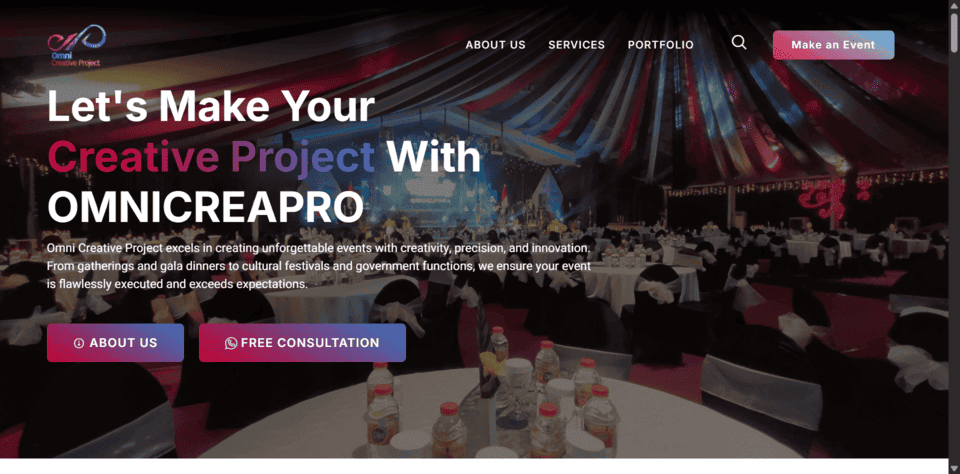 Omni
Creative Project
ABOUT US
SERVICES
PORTFOLIO
Make an Event
Let's Make Your
Creative Project With
OMNICREAPRO
Omni Creative Project excels in creating unforgettable events with creativity, precision, and innovation.
From gatherings and gala dinners to cultural festivals and government functions, we ensure your event
is flawlessly executed and exceeds expectations.
ABOUT US
FREE CONSULTATION